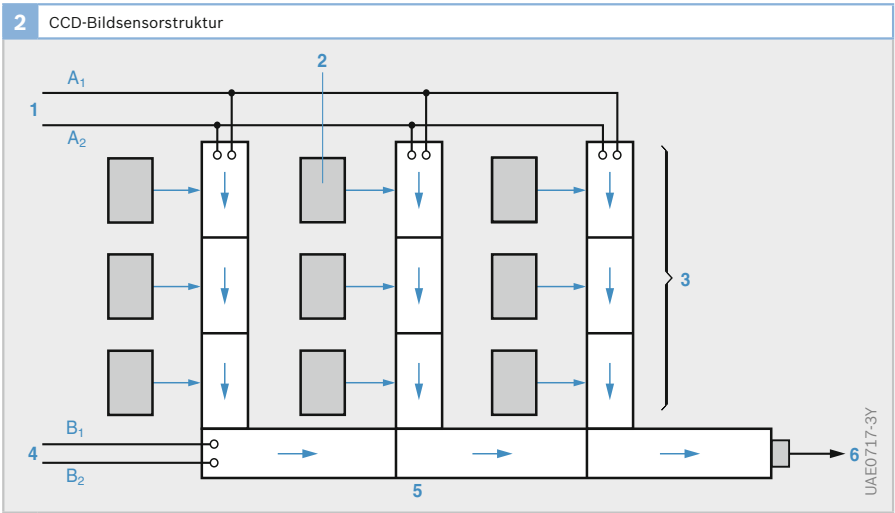 2 CCD-Bildsensorstruktur
2
A₁
1
A₂
3
B₁
4
B₂
5
6
UAE0717-3Y